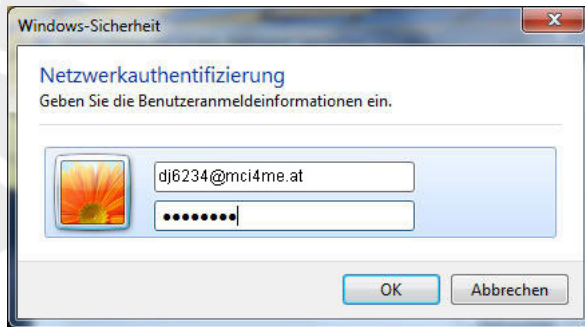 Windows-Sicherheit
Netzwerkauthentifizierung
Geben Sie die Benutzeranmeldeinformationen ein.
dj6234@mci4me.at
●●●●●●●●
OK Abbrechen